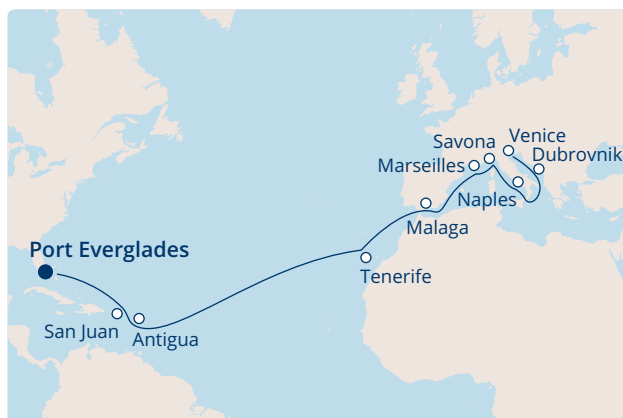 Savona
Venice
Marseilles
Dubrovnik
Naples
Malaga
Port Everglades
Tenerife
San Juan
Antigua